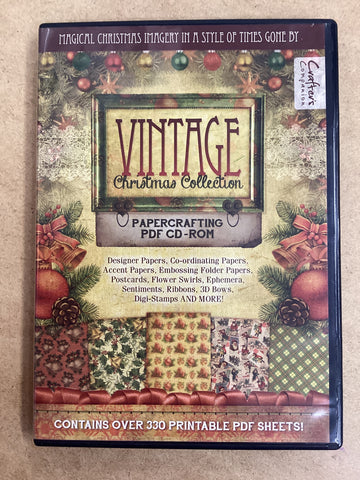 MAGICAL CHRISTMAS IMAGERY IN A STYLE OF TIMES GONE BY
Crafter's
Companion
VINTAGE
Christmas Collection
PAPERCRAFTING
PDF CD-ROM
Designer Papers, Co-ordinating Papers,
Accent Papers, Embossing Folder Papers,
Postcards, Flower Swirls, Ephemera,
Sentiments, Ribbons, 3D Bows,
Digi-Stamps AND MORE!
CONTAINS OVER 330 PRINTABLE PDF SHEETS!